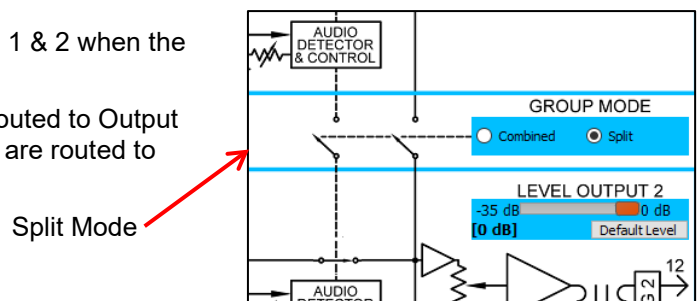 1 & 2 when the
outed to Output
are routed to
Split Mode
AUDIO
DETECTOR
& CONTROL
GROUP MODE
Combined
Split
LEVEL OUTPUT 2
-35 dB
0 dB
[0 dB]
Default Level
12
AUDIO